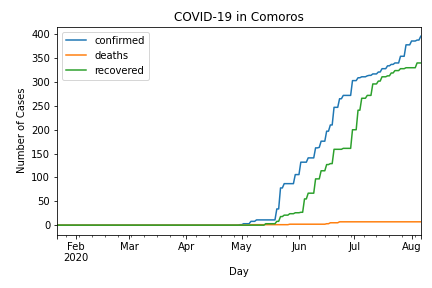 COVID-19 in Comoros
Number of Cases
400
350
300
250
200
150
100
50
0
confirmed
deaths
recovered
Feb Mar Apr May Jun Jul Aug
2020
Day